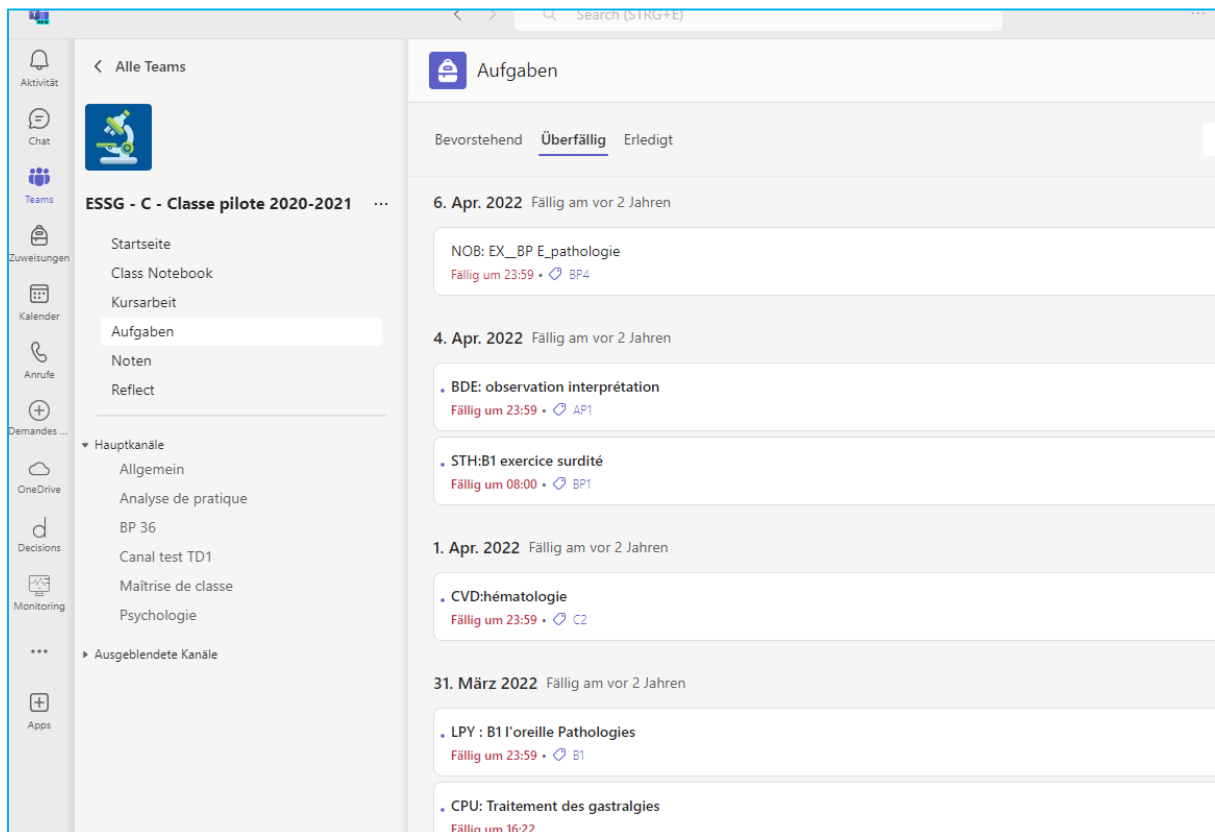 Search (STRG+E)
Aktivität
Chat
Teams
Zuweisungen
Kalender
Anrufe
Demandes ...
OneDrive
Decisions
Monitoring
Apps
Alle Teams
ESSG - C - Classe pilote 2020-2021
Startseite
Class Notebook
Kursarbeit
Aufgaben
Noten
Reflect
Hauptkanäle
Allgemein
Analyse de pratique
BP 36
Canal test TD1
Maîtrise de classe
Psychologie
Ausgeblendete Kanäle
Aufgaben
Bevorstehend Überfällig Erledigt
6. Apr. 2022 Fällig am vor 2 Jahren
NOB: EX__BP E_pathologie
Fällig um 23:59 • BP4
4. Apr. 2022 Fällig am vor 2 Jahren
BDE: observation interprétation
Fällig um 23:59 • AP1
STH:B1 exercice surdité
Fällig um 08:00 • BP1
1. Apr. 2022 Fällig am vor 2 Jahren
CVD:hématologie
Fällig um 23:59 • C2
31. März 2022 Fällig am vor 2 Jahren
LPY : B1 l'oreille Pathologies
Fällig um 23:59 • B1
CPU: Traitement des gastralgies
Fällig um 16:22